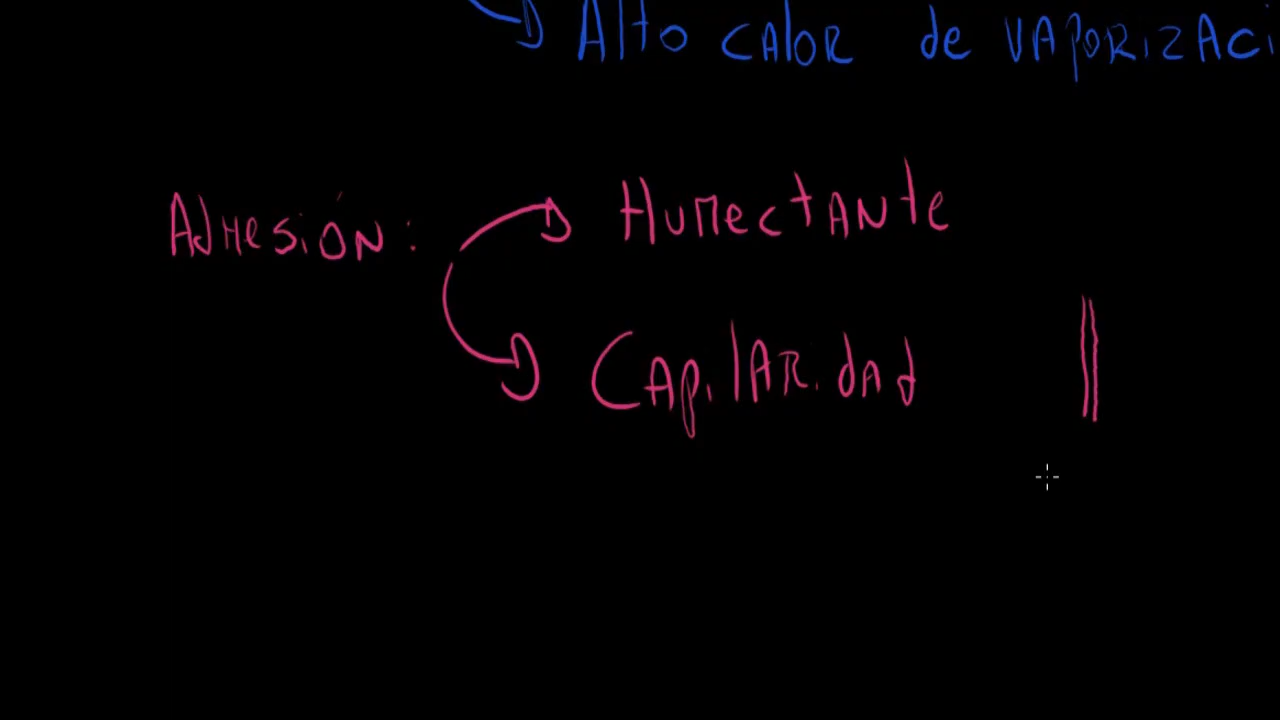 Alto calor de vaporizaci
Adhesión:
Humectante
Capilaridad